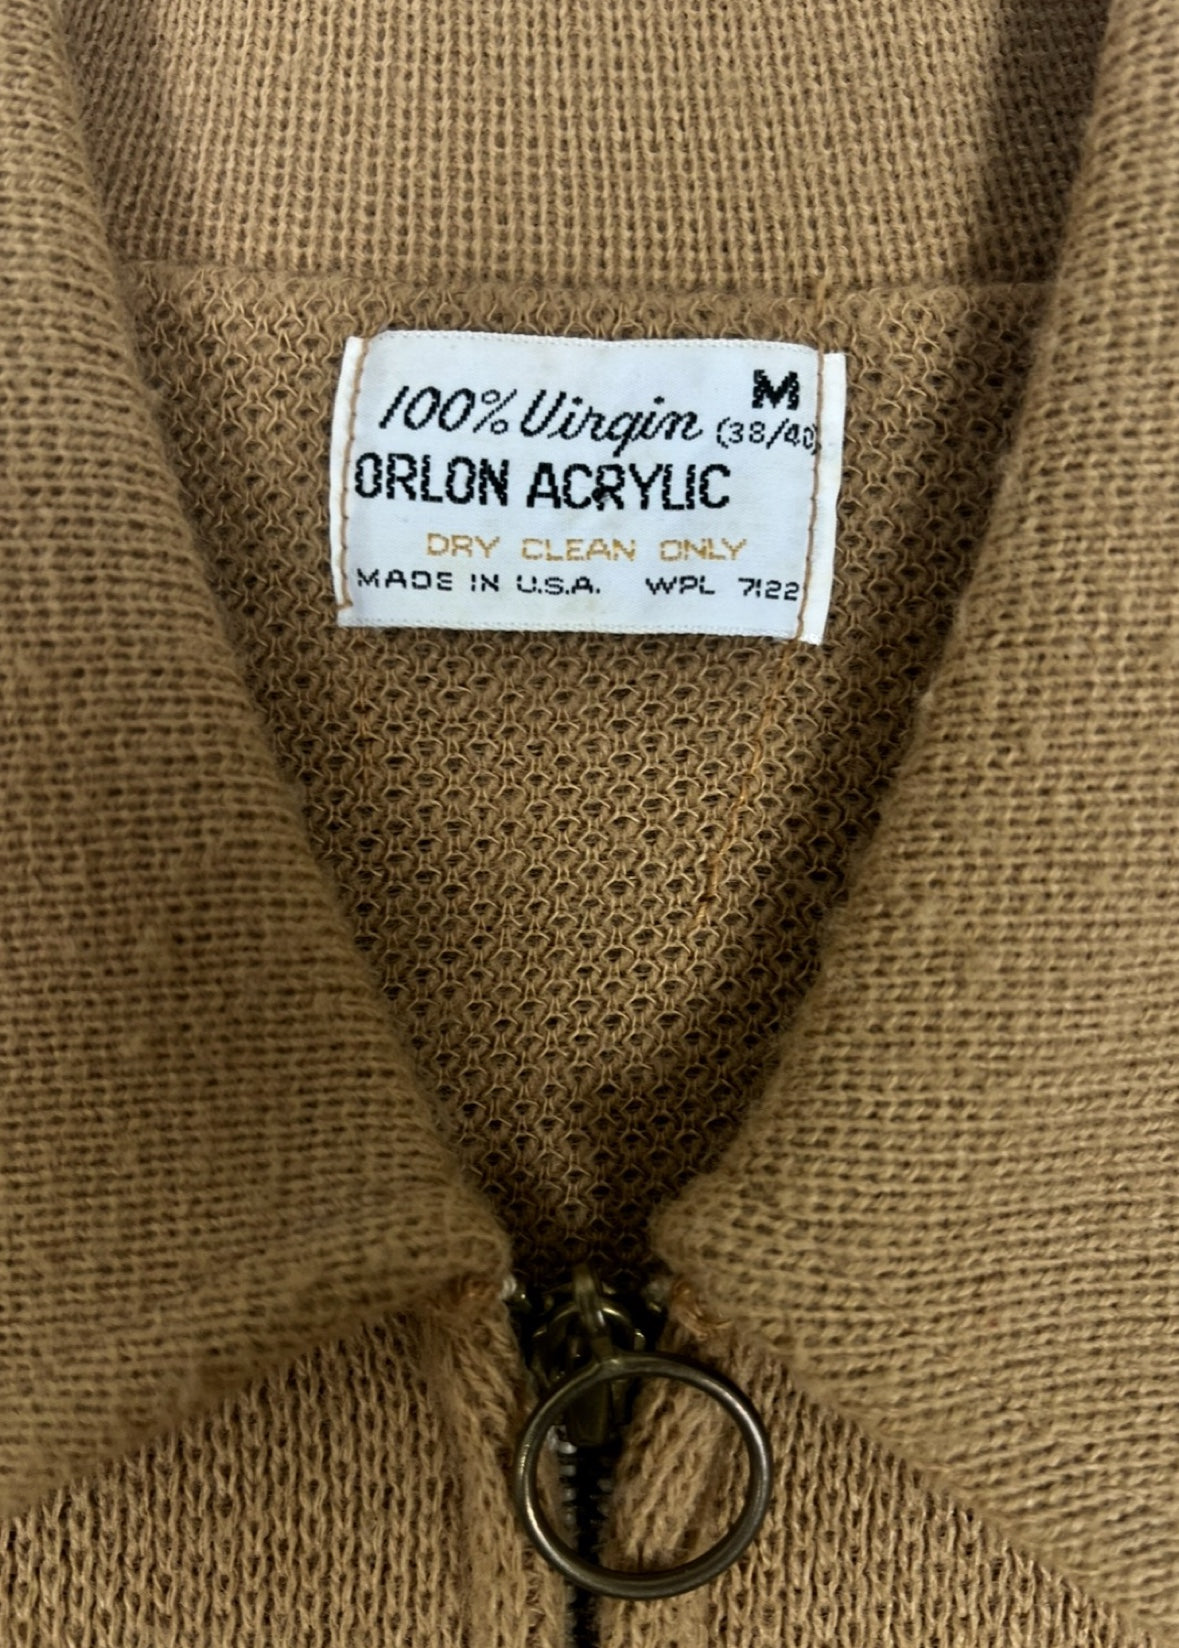 M
100% Virgin (38/40)
ORLON ACRYLIC
DRY CLEAN ONLY
MADE IN U.S.A. WPL 7122